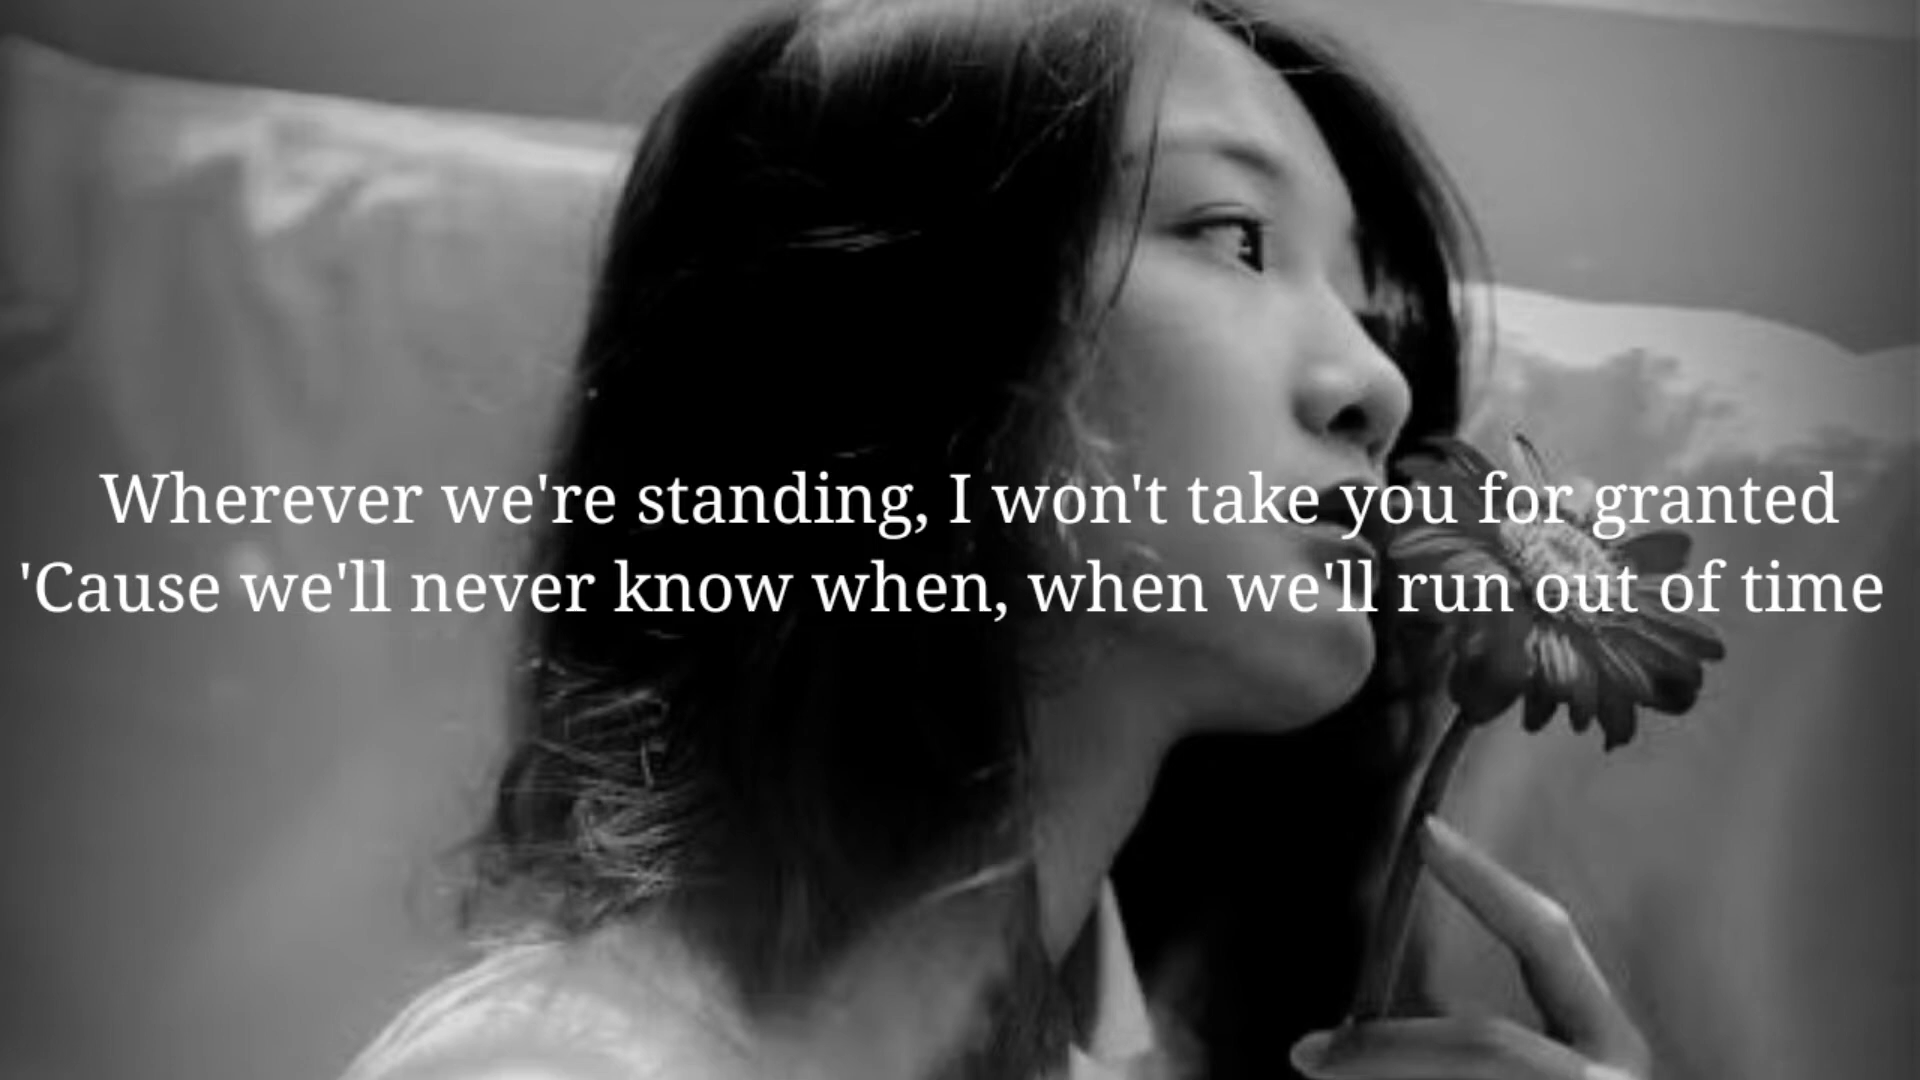 Wherever we're standing, I won't take you for granted
'Cause we'll never know when, when we'll run out of time